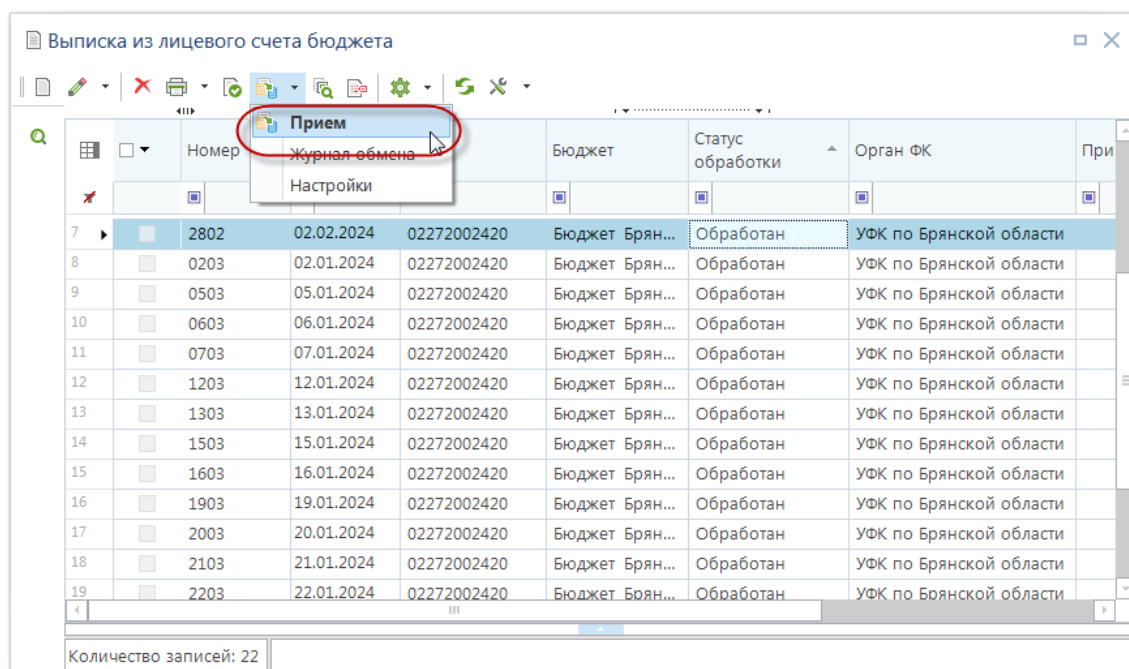 Выписка из лицевого счета бюджета
Прием
Журнал обмена
Настройки
Номер Бюджет Статус обработки Орган ФК При
7 2802 02.02.2024 02272002420 Бюджет Брян... Обработан УФК по Брянской области
8 0203 02.01.2024 02272002420 Бюджет Брян... Обработан УФК по Брянской области
9 0503 05.01.2024 02272002420 Бюджет Брян... Обработан УФК по Брянской области
10 0603 06.01.2024 02272002420 Бюджет Брян... Обработан УФК по Брянской области
11 0703 07.01.2024 02272002420 Бюджет Брян... Обработан УФК по Брянской области
12 1203 12.01.2024 02272002420 Бюджет Брян... Обработан УФК по Брянской области
13 1303 13.01.2024 02272002420 Бюджет Брян... Обработан УФК по Брянской области
14 1503 15.01.2024 02272002420 Бюджет Брян... Обработан УФК по Брянской области
15 1603 16.01.2024 02272002420 Бюджет Брян... Обработан УФК по Брянской области
16 1903 19.01.2024 02272002420 Бюджет Брян... Обработан УФК по Брянской области
17 2003 20.01.2024 02272002420 Бюджет Брян... Обработан УФК по Брянской области
18 2103 21.01.2024 02272002420 Бюджет Брян... Обработан УФК по Брянской области
19 2203 22.01.2024 02272002420 Бюджет Брян... Обработан УФК по Брянской области
Количество записей: 22